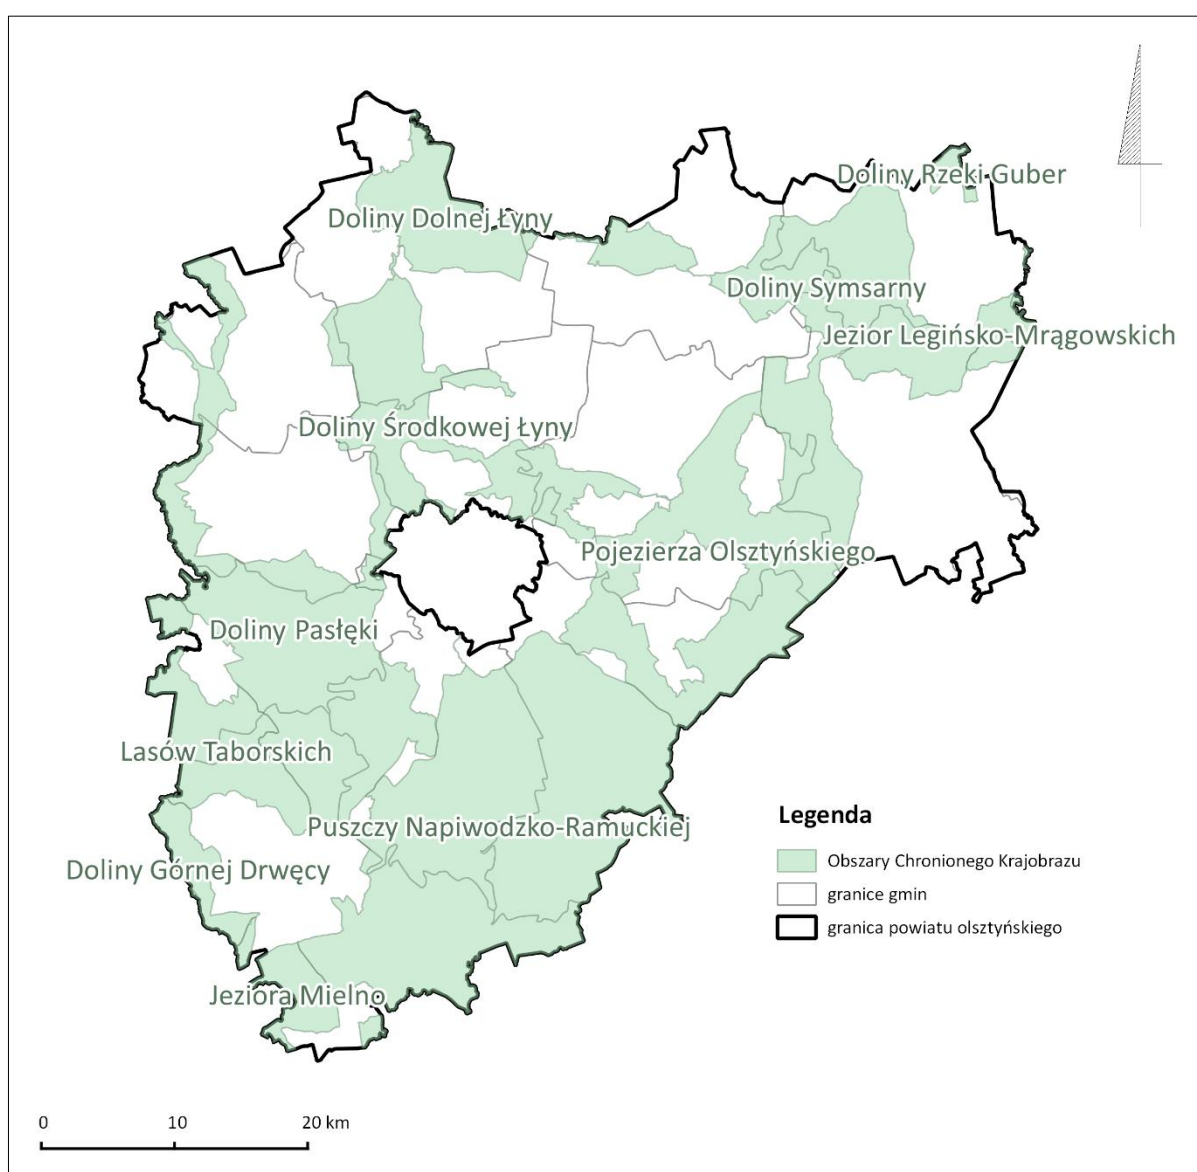 Doliny Rzeki Guber
Doliny Dolnej Łyny
Doliny Symsarny
Jezior Legińsko-Mrągowskich
Doliny Środkowej Łyny
Pojezierza Olsztyńskiego
Doliny Pasłęki
Lasów Taborskich
Puszczy Napiwodzko-Ramuckiej
Doliny Górnej Drwęcy
Jeziora Mielno
Legenda
Obszary Chronionego Krajobrazu
granice gmin
granica powiatu olsztyńskiego
0 10 20 km